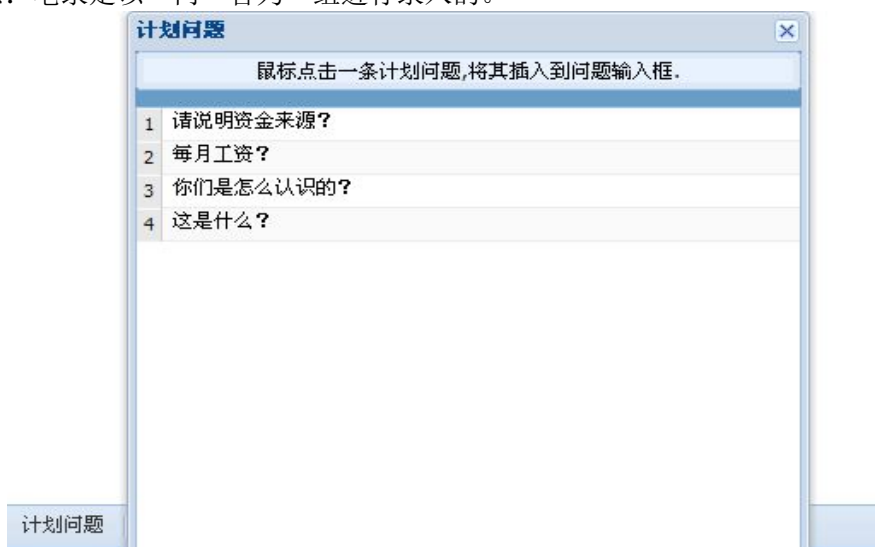 计划问题
鼠标点击一条计划问题,将其插入到问题输入框.
1 请说明资金来源?
2 每月工资?
3 你们是怎么认识的?
4 这是什么?
计划问题